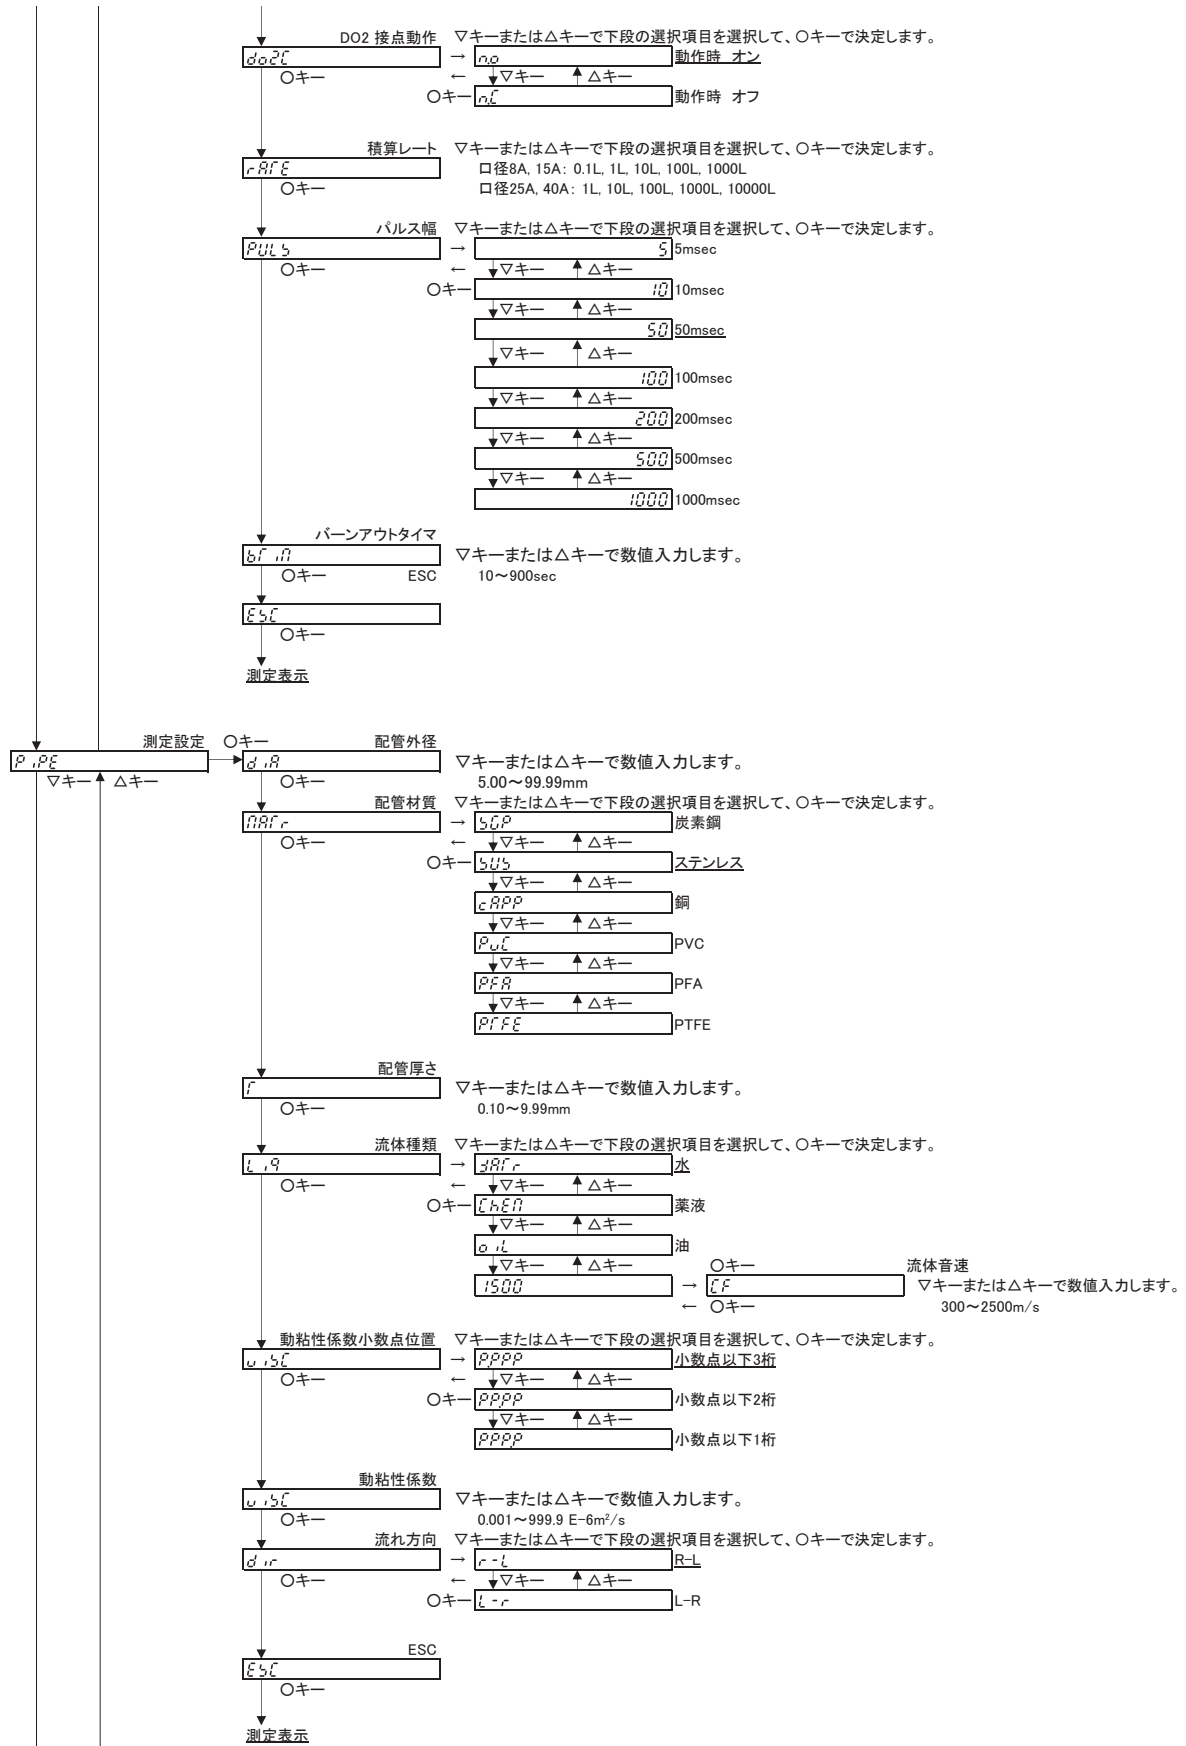 DO2 接点動作 ▽キーまたは△キーで下段の選択項目を選択して、○キーで決定します。
do2C → n.o 動作時 オン
○キー ← ▽キー △キー
○キー n.C 動作時 オフ
積算レート ▽キーまたは△キーで下段の選択項目を選択して、○キーで決定します。
rATE 口径8A, 15A: 0.1L, 1L, 10L, 100L, 1000L
○キー 口径25A, 40A: 1L, 10L, 100L, 1000L, 10000L
パルス幅 ▽キーまたは△キーで下段の選択項目を選択して、○キーで決定します。
PULS → 5 5msec
○キー ← ▽キー △キー
○キー 10 10msec
▽キー △キー
50 50msec
▽キー △キー
100 100msec
▽キー △キー
200 200msec
▽キー △キー
500 500msec
▽キー △キー
1000 1000msec
バーンアウトタイマ
bTiM ▽キーまたは△キーで数値入力します。
○キー ESC 10～900sec
ESC
○キー
測定表示
測定設定 ○キー 配管外径
PiPE diA ▽キーまたは△キーで数値入力します。
▽キー △キー ○キー 5.00～99.99mm
配管材質 ▽キーまたは△キーで下段の選択項目を選択して、○キーで決定します。
MATr → SGP 炭素鋼
○キー ← ▽キー △キー
○キー SUS ステンレス
▽キー △キー
cAPP 銅
▽キー △キー
PvC PVC
▽キー △キー
PFA PFA
▽キー △キー
PTFE PTFE
配管厚さ
T ▽キーまたは△キーで数値入力します。
○キー 0.10～9.99mm
流体種類 ▽キーまたは△キーで下段の選択項目を選択して、○キーで決定します。
Liq → WATr 水
○キー ← ▽キー △キー
○キー ChEM 薬液
▽キー △キー
oiL 油
▽キー △キー ○キー 流体音速
1500 → CF ▽キーまたは△キーで数値入力します。
← ○キー 300～2500m/s
動粘性係数小数点位置 ▽キーまたは△キーで下段の選択項目を選択して、○キーで決定します。
viSC → P.PPP 小数点以下3桁
○キー ← ▽キー △キー
○キー PP.PP 小数点以下2桁
▽キー △キー
PPP.P 小数点以下1桁
動粘性係数
viSC ▽キーまたは△キーで数値入力します。
○キー 0.001～999.9 E-6m²/s
流れ方向 ▽キーまたは△キーで下段の選択項目を選択して、○キーで決定します。
dir → r-L R-L
○キー ← ▽キー △キー
○キー L-r L-R
ESC
ESC
○キー
測定表示